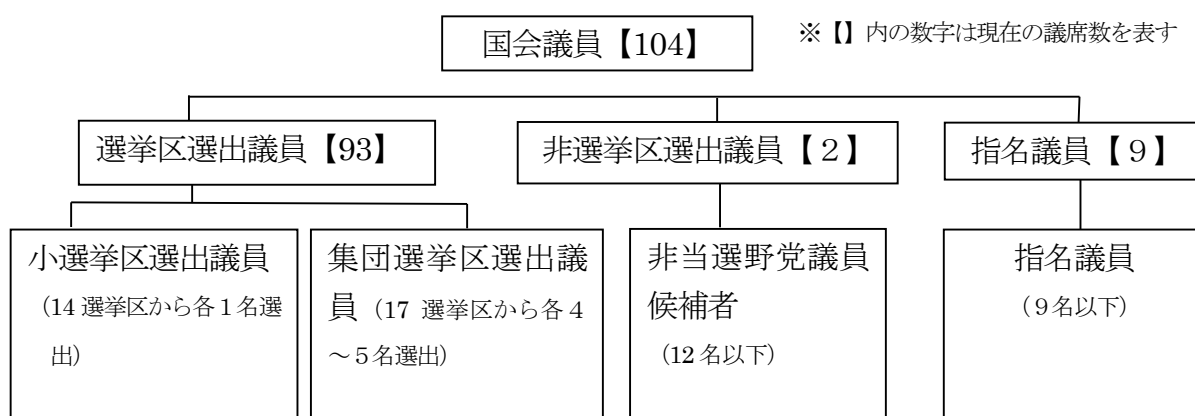 国会議員【104】
※【】内の数字は現在の議席数を表す
選挙区選出議員【93】
非選挙区選出議員【２】
指名議員【９】
小選挙区選出議員
（14 選挙区から各１名選
出）
集団選挙区選出議
員（17 選挙区から各４
～５名選出）
非当選野党議員
候補者
（12 名以下）
指名議員
（９名以下）